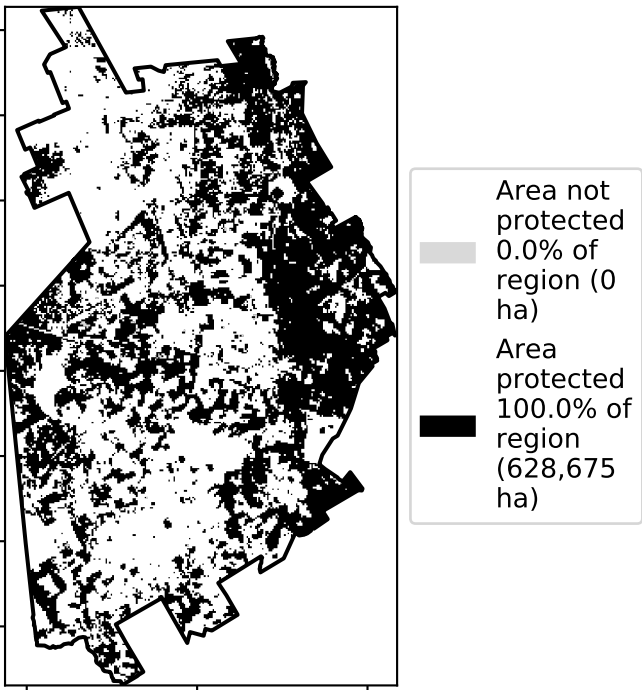 Area not
protected
0.0% of
region (0
ha)
Area
protected
100.0% of
region
(628,675
ha)